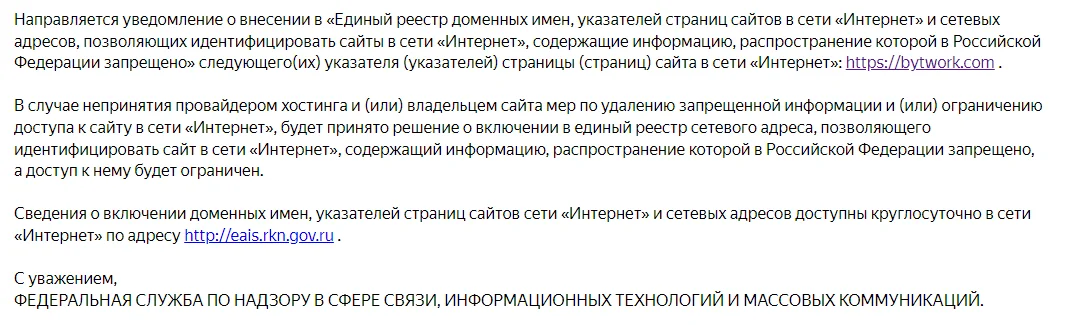 Направляется уведомление о внесении в «Единый реестр доменных имен, указателей страниц сайтов в сети «Интернет» и сетевых
адресов, позволяющих идентифицировать сайты в сети «Интернет», содержащие информацию, распространение которой в Российской
Федерации запрещено» следующего(их) указателя (указателей) страницы (страниц) сайта в сети «Интернет»: https://bytwork.com .
В случае непринятия провайдером хостинга и (или) владельцем сайта мер по удалению запрещенной информации и (или) ограничению
доступа к сайту в сети «Интернет», будет принято решение о включении в единый реестр сетевого адреса, позволяющего
идентифицировать сайт в сети «Интернет», содержащий информацию, распространение которой в Российской Федерации запрещено,
а доступ к нему будет ограничен.
Сведения о включении доменных имен, указателей страниц сайтов сети «Интернет» и сетевых адресов доступны круглосуточно в сети
«Интернет» по адресу http://eais.rkn.gov.ru .
С уважением,
ФЕДЕРАЛЬНАЯ СЛУЖБА ПО НАДЗОРУ В СФЕРЕ СВЯЗИ, ИНФОРМАЦИОННЫХ ТЕХНОЛОГИЙ И МАССОВЫХ КОММУНИКАЦИЙ.